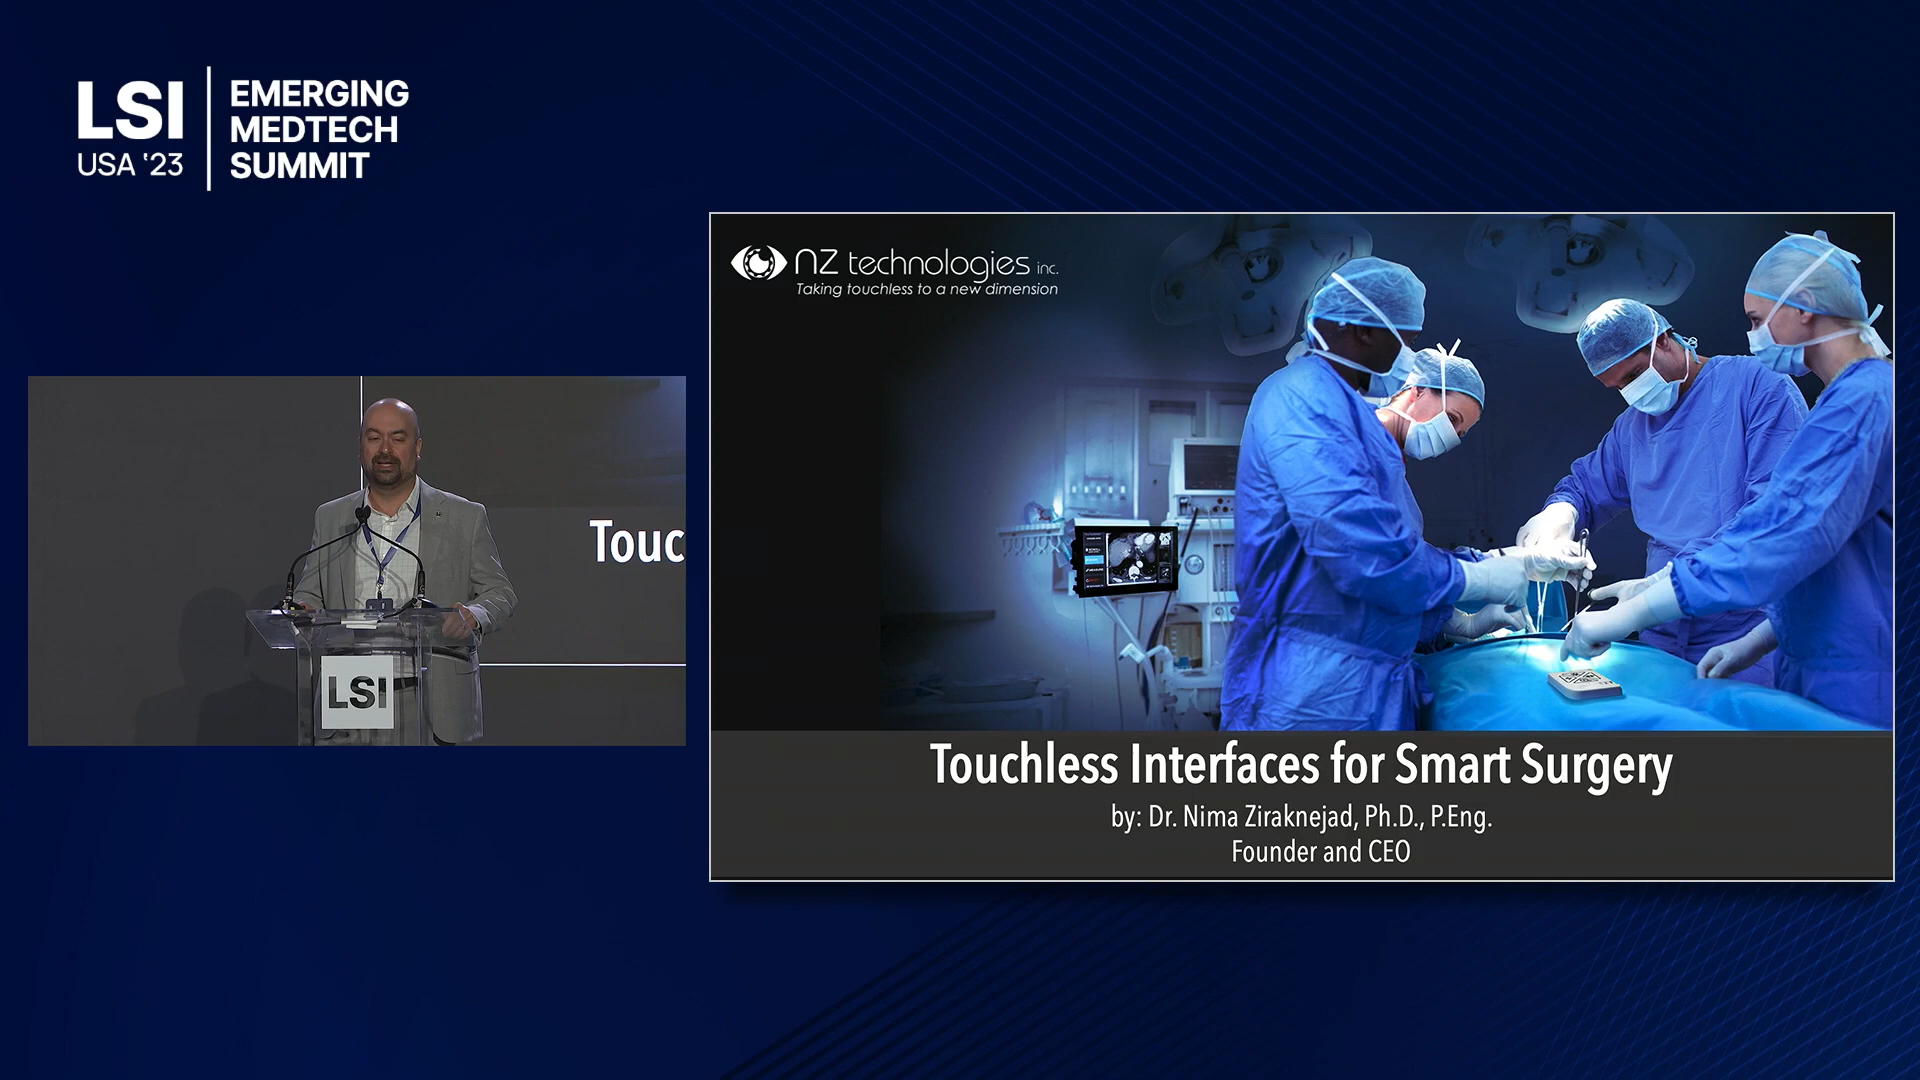 LSI
USA '23
EMERGING
MEDTECH
SUMMIT
nz technologies inc.
Taking touchless to a new dimension
Touc
LSI
Touchless Interfaces for Smart Surgery
by: Dr. Nima Ziraknejad, Ph.D., P.Eng.
Founder and CEO